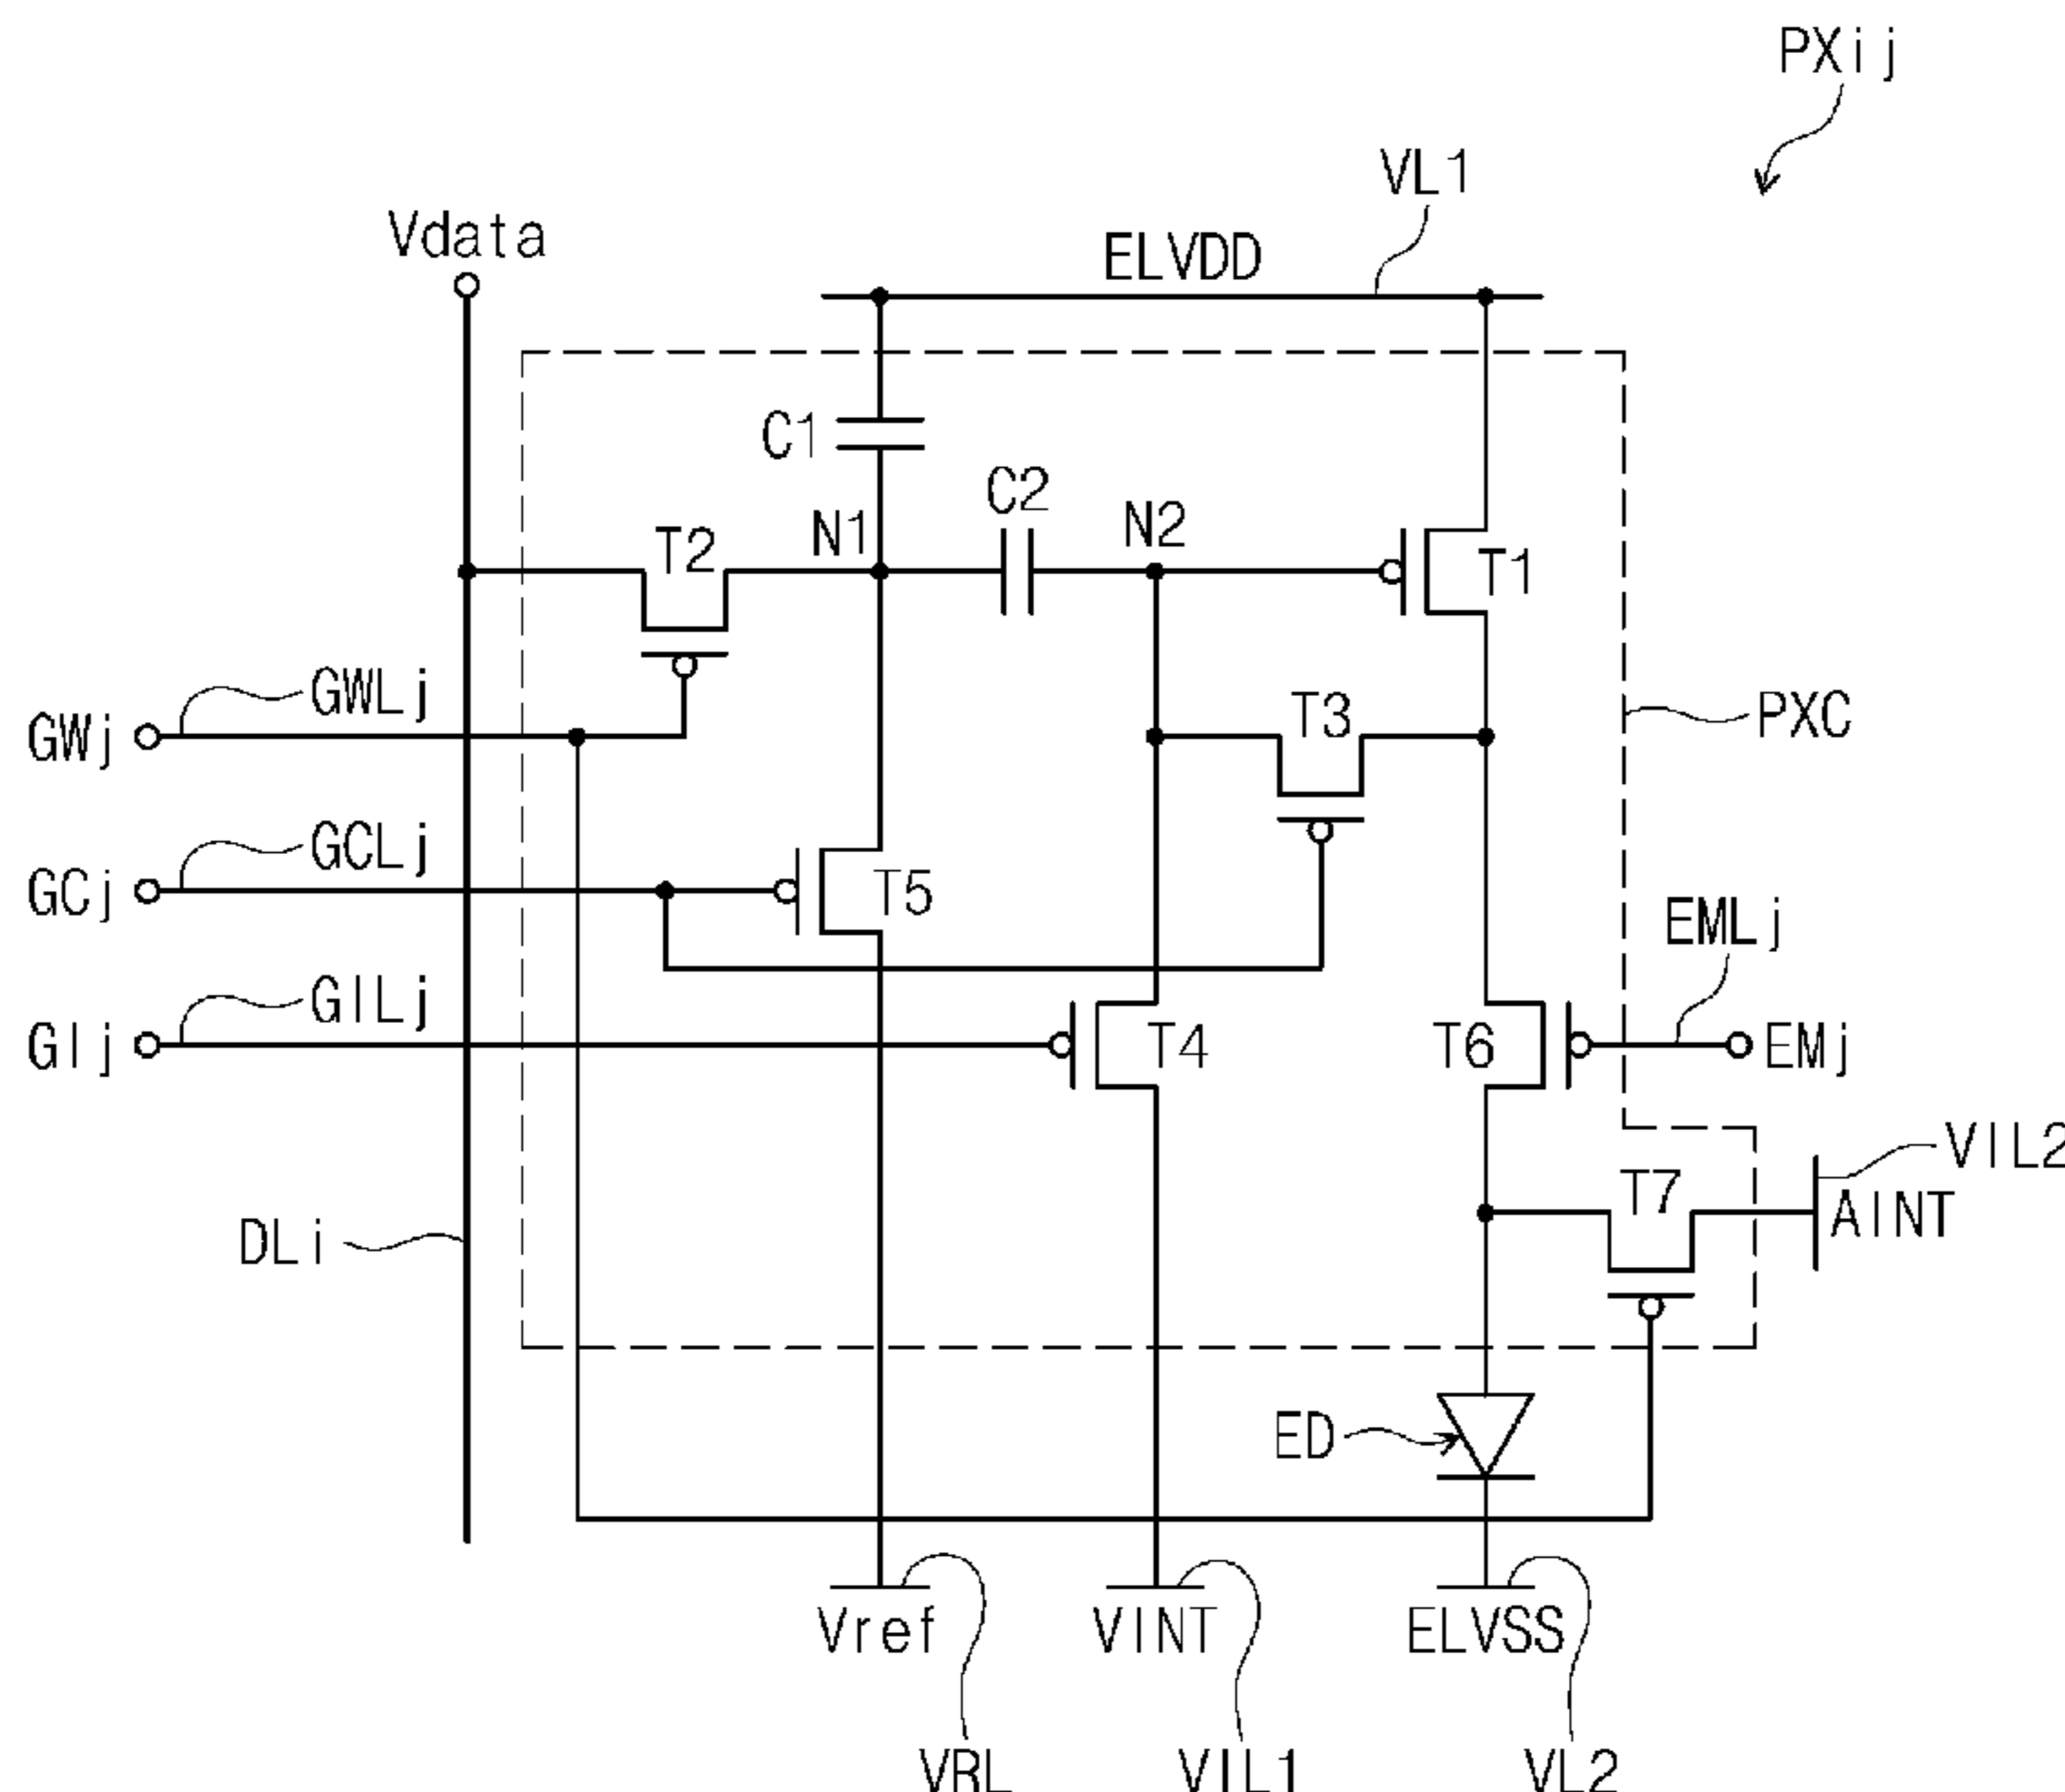 PXij
VL1
Vdata
ELVDD
C1
C2
N1
N2
T2
T1
GWLj
GWj
T3
PXC
GCLj
GCj
T5
EMLj
GILj
GIj
T4
T6
EMj
VIL2
T7
AINT
DLi
ED
Vref
VINT
ELVSS
VRL
VIL1
VL2